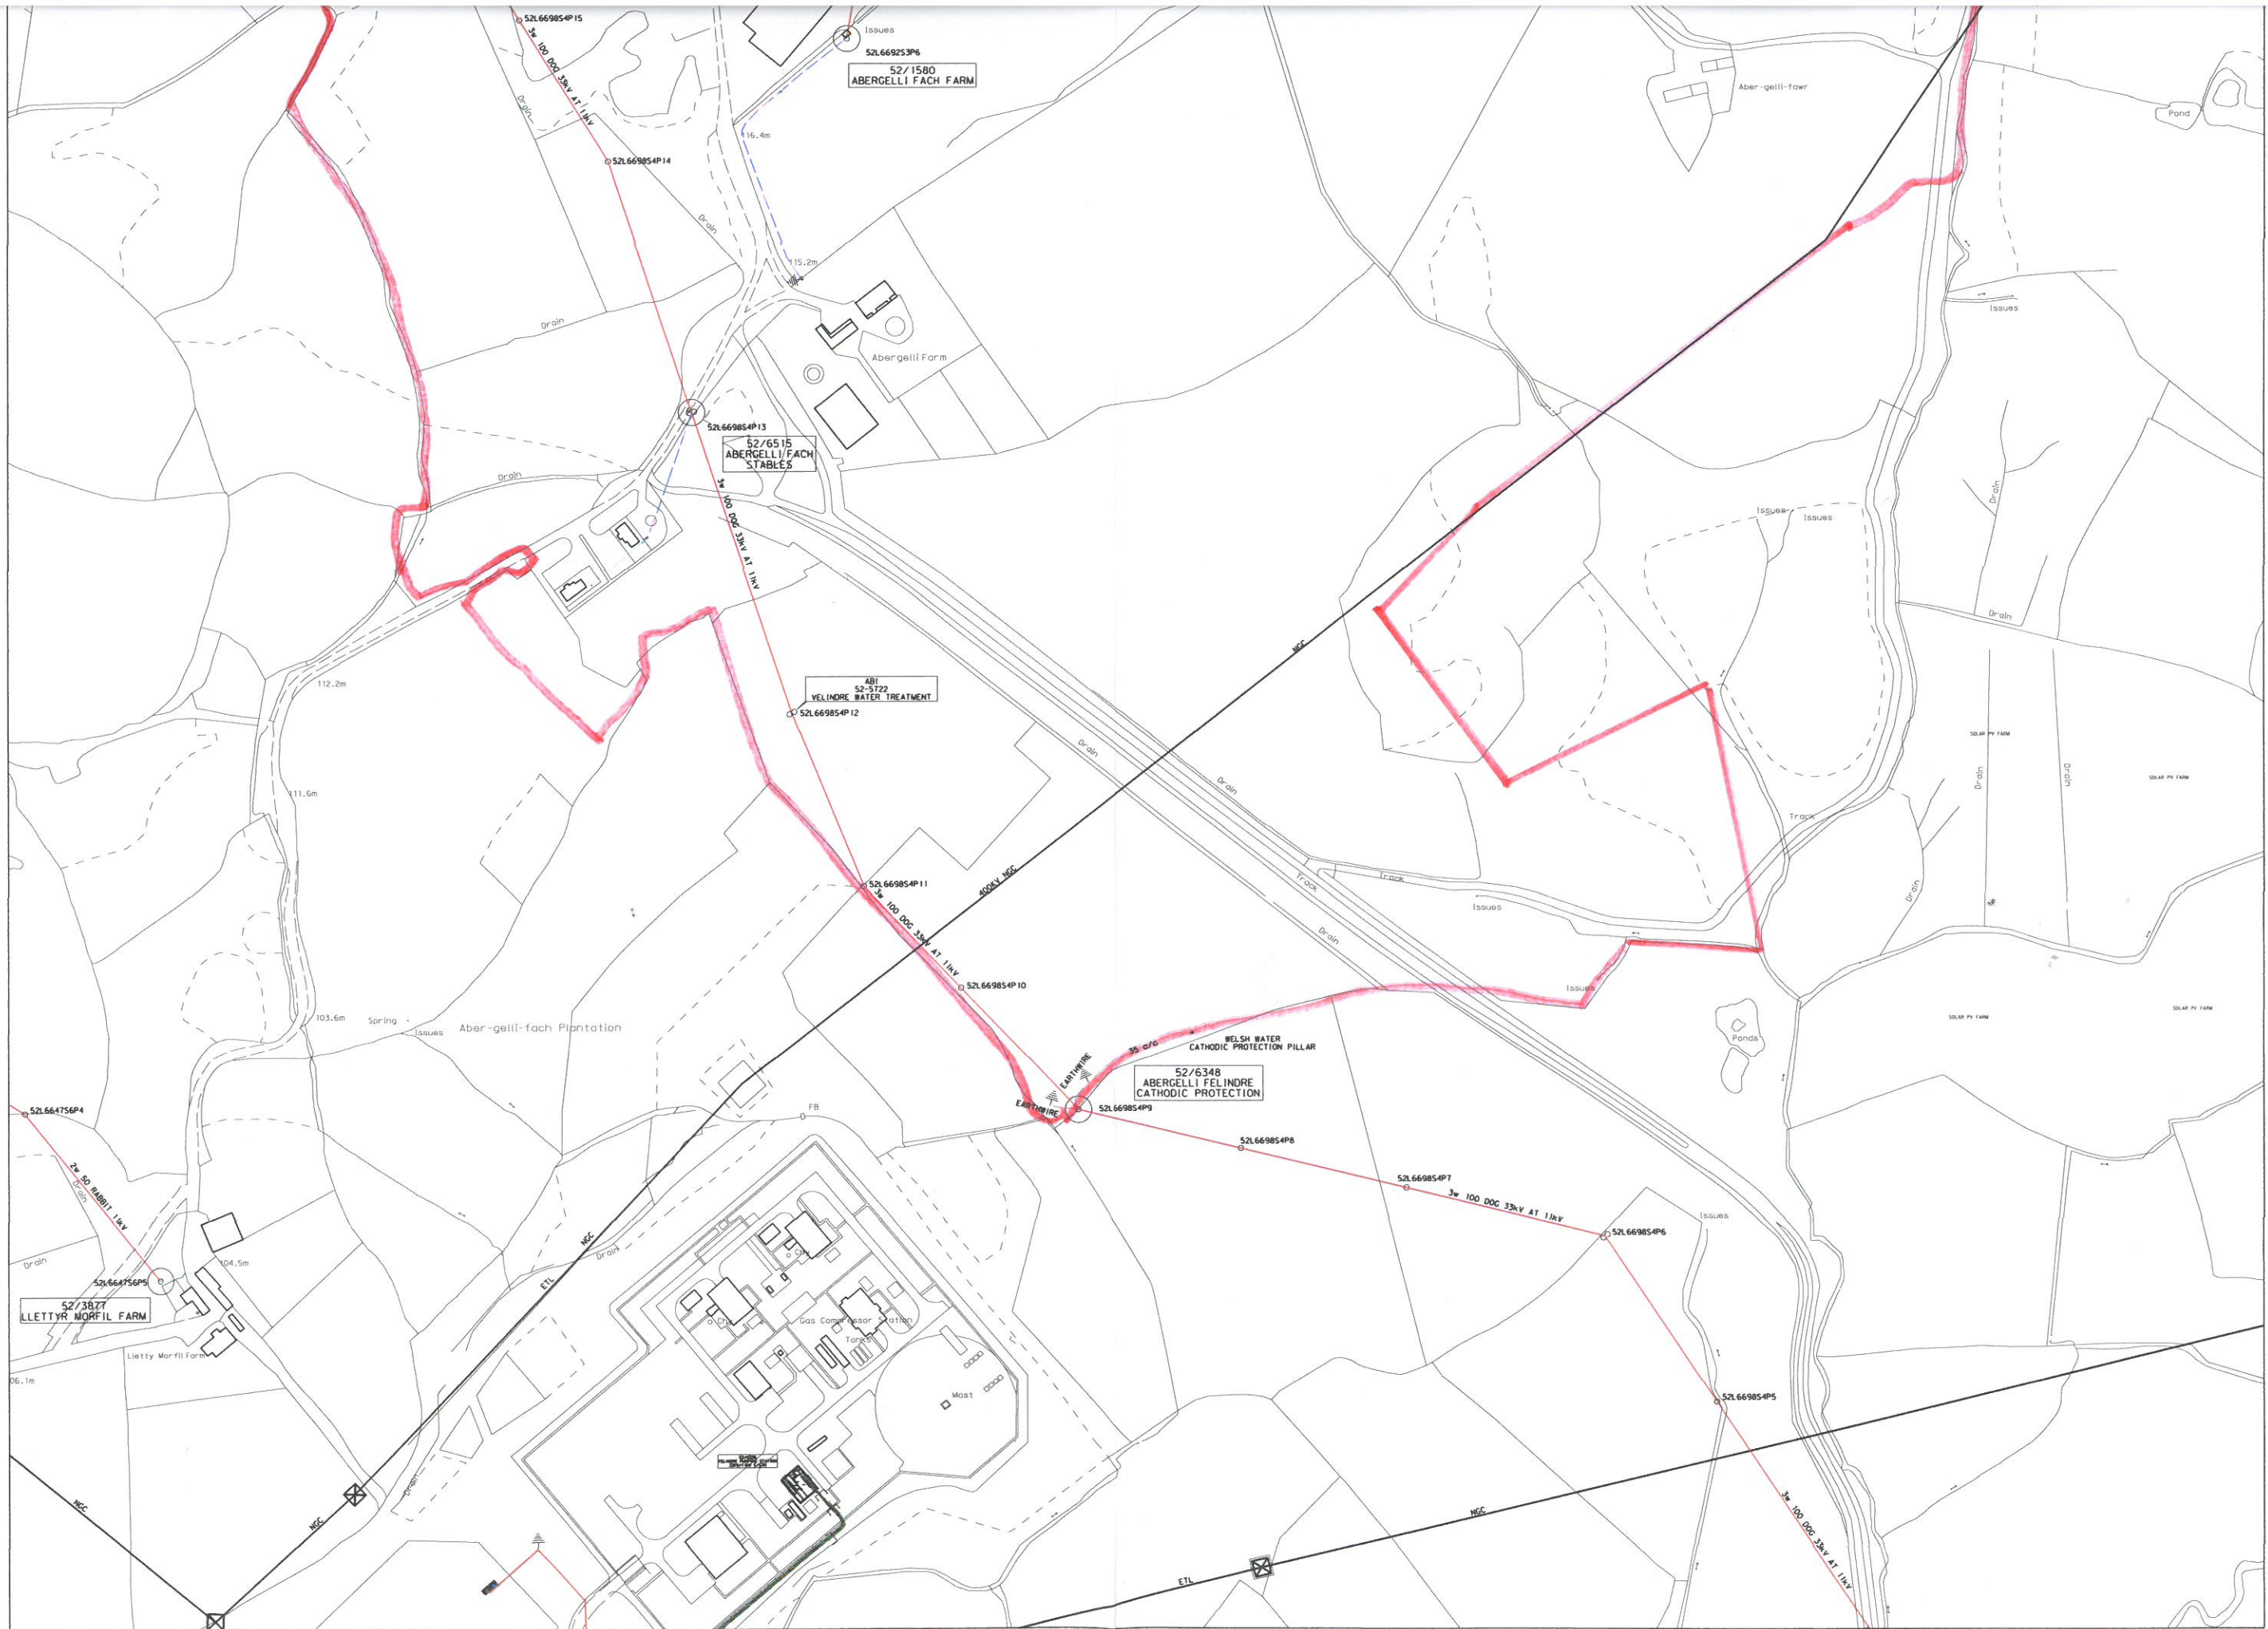 52L6698S4P15
Issues
52L6692S3P6
52/1580
ABERGELLI FACH FARM
3w 100 DOG 33kV AT 11kV
Drain
Aber-gelli-fawr
Pond
116.4m
52L6698S4P14
Drain
115.2m
Issues
Drain
Abergelli Farm
52L6698S4P13
52/6515
ABERGELLI FACH
STABLES
Drain
3w 100 DOG 33kV AT 11kV
Drain
Issues
Issues
Drain
NGC
112.2m
AB1
52-5722
VELINDRE WATER TREATMENT
52L6698S4P12
Drain
Drain
SOLAR PV FARM
Drain
Drain
SOLAR PV FARM
111.6m
Track
400KV NGC
52L6698S4P11
3w 100 DOG 33kV AT 11kV
Track
Track
Issues
Drain
Drain
52L6698S4P10
Issues
103.6m
Spring
Issues
Aber-gelli-fach Plantation
SOLAR PV FARM
SOLAR PV FARM
35 c/c
WELSH WATER
CATHODIC PROTECTION PILLAR
Ponds
EARTHWIRE
52/6348
ABERGELLI FELINDRE
CATHODIC PROTECTION
EARTHWIRE
52L6698S4P9
FB
52L6647S6P4
52L6698S4P8
52L6698S4P7
3w 100 DOG 33kV AT 11kV
2w 50 RABBIT 11kV
Drain
Issues
52L6698S4P6
NGC
Drain
Chy
Drain
104.5m
ETL
52L6647S6P5
52/3877
LLETTYR MORFIL FARM
Chy
Gas Compressor Station
Tanks
Lletty Morfil Farm
06.1m
Mast
52L6698S4P5
Drain
NGC
NGC
NGC
3w 100 DOG 33kV AT 11kV
ETL